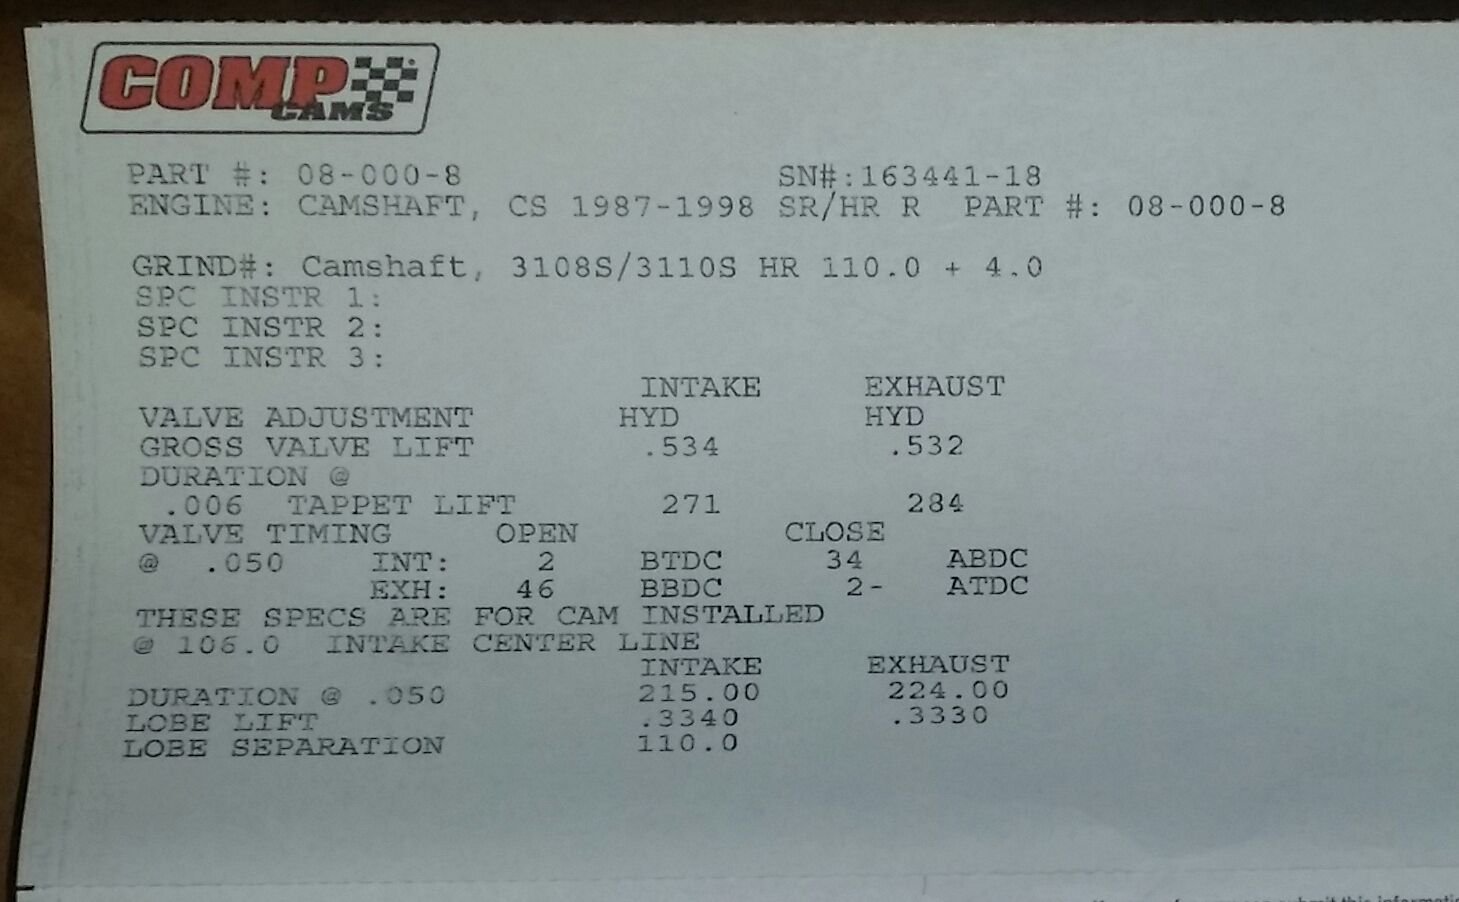 COMP CAMS
PART #: 08-000-8 SN#:163441-18
ENGINE: CAMSHAFT, CS 1987-1998 SR/HR R PART #: 08-000-8
GRIND#: Camshaft, 3108S/3110S HR 110.0 + 4.0
SPC INSTR 1:
SPC INSTR 2:
SPC INSTR 3:
INTAKE EXHAUST
VALVE ADJUSTMENT HYD HYD
GROSS VALVE LIFT .534 .532
DURATION @
.006 TAPPET LIFT 271 284
VALVE TIMING OPEN CLOSE
@ .050 INT: 2 BTDC 34 ABDC
EXH: 46 BBDC 2- ATDC
THESE SPECS ARE FOR CAM INSTALLED
@ 106.0 INTAKE CENTER LINE
INTAKE EXHAUST
DURATION @ .050 215.00 224.00
LOBE LIFT .3340 .3330
LOBE SEPARATION 110.0
submit this